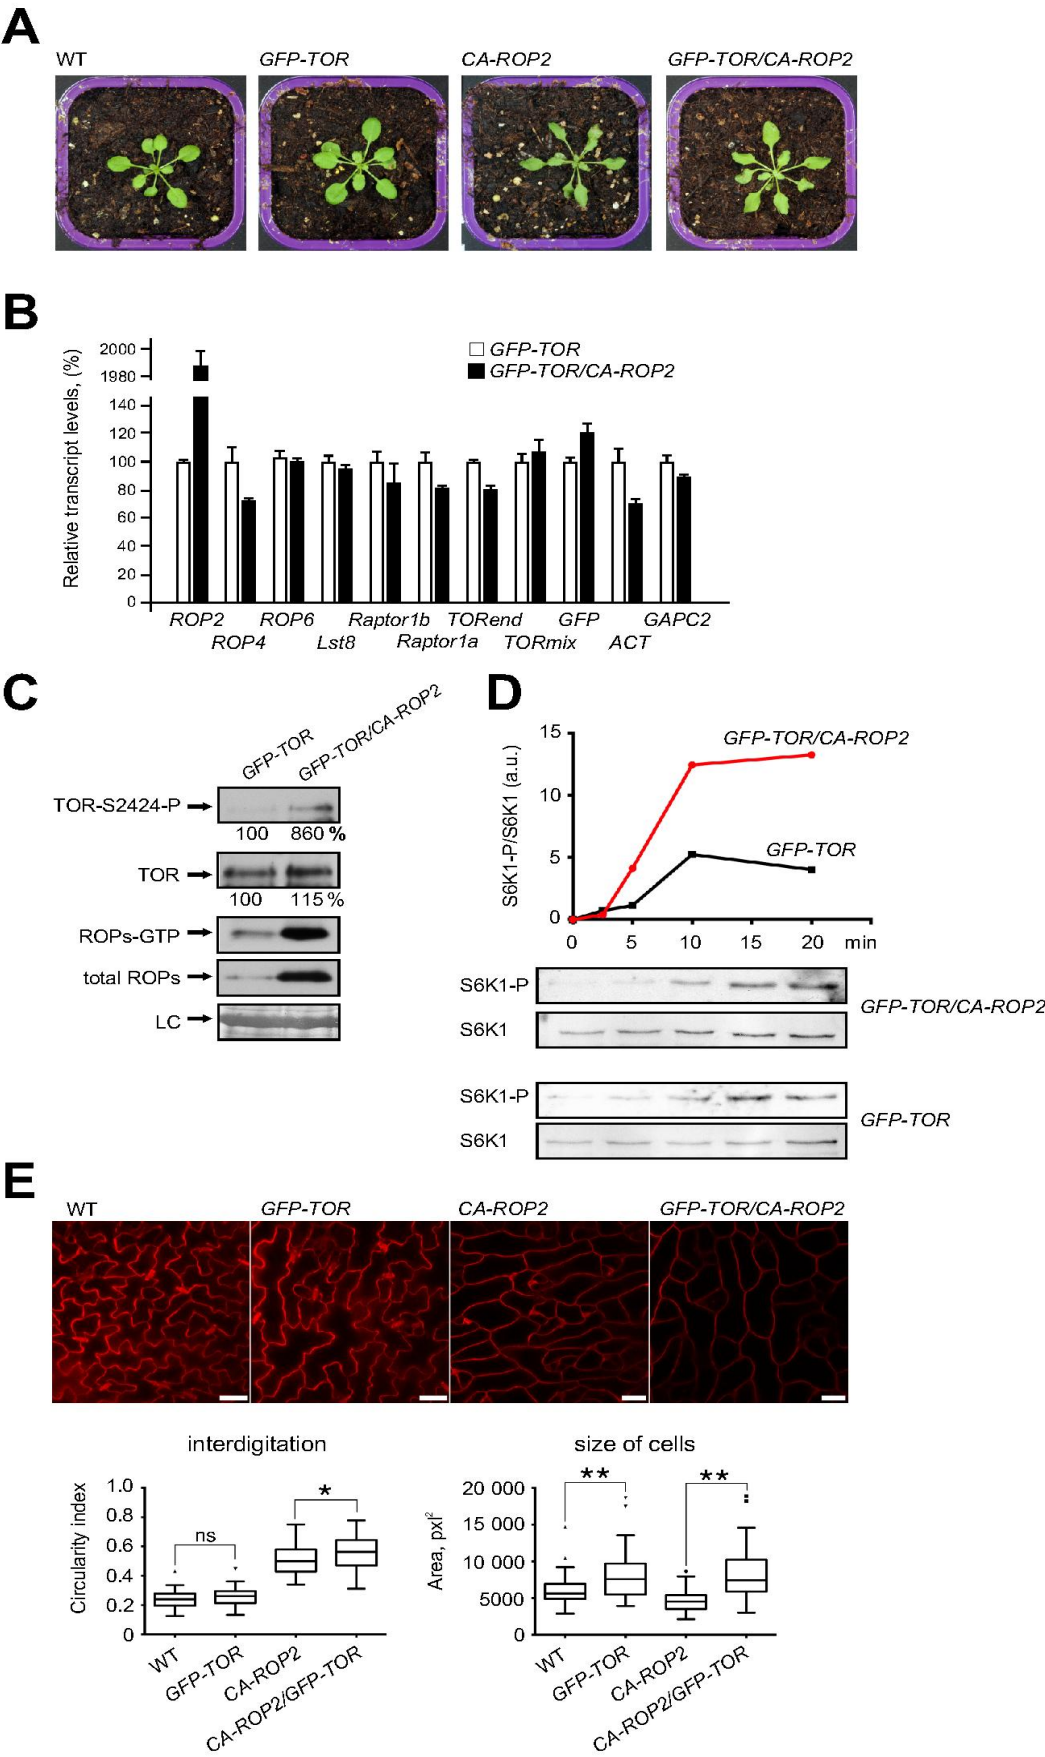 A
WT GFP-TOR CA-ROP2 GFP-TOR/CA-ROP2
B
Relative transcript levels, (%)
2000
1980
140
120
100
80
60
40
20
0
GFP-TOR
GFP-TOR/CA-ROP2
ROP2 ROP6 Raptor1b TORend GFP GAPC2
ROP4 Lst8 Raptor1a TORmix ACT
C
GFP-TOR GFP-TOR/CA-ROP2
TOR-S2424-P
100 860 %
TOR
100 115 %
ROPs-GTP
total ROPs
LC
D
S6K1-P/S6K1 (a.u.)
15
10
5
0
GFP-TOR/CA-ROP2
GFP-TOR
0 5 10 15 20 min
S6K1-P
S6K1
GFP-TOR/CA-ROP2
S6K1-P
S6K1
GFP-TOR
E
WT GFP-TOR CA-ROP2 GFP-TOR/CA-ROP2
interdigitation
Circularity index
1.0
0.8
0.6
0.4
0.2
0
ns
*
WT GFP-TOR CA-ROP2 CA-ROP2/GFP-TOR
size of cells
Area, pxl²
20 000
15 000
10 000
5000
0
** **
WT GFP-TOR CA-ROP2 CA-ROP2/GFP-TOR